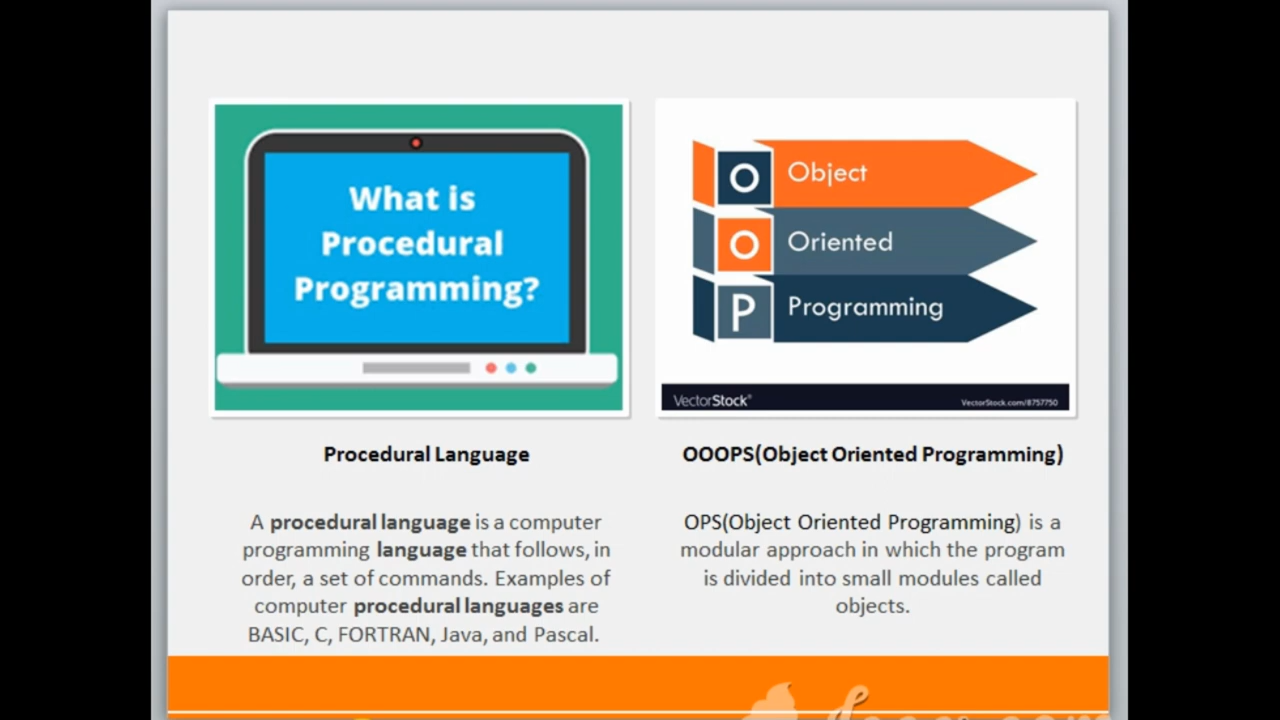 What is
Procedural
Programming?
O Object
O Oriented
P Programming
VectorStock®
VectorStock.com/8757750
Procedural Language
OOOPS(Object Oriented Programming)
A procedural language is a computer
programming language that follows, in
order, a set of commands. Examples of
computer procedural languages are
BASIC, C, FORTRAN, Java, and Pascal.
OPS(Object Oriented Programming) is a
modular approach in which the program
is divided into small modules called
objects.